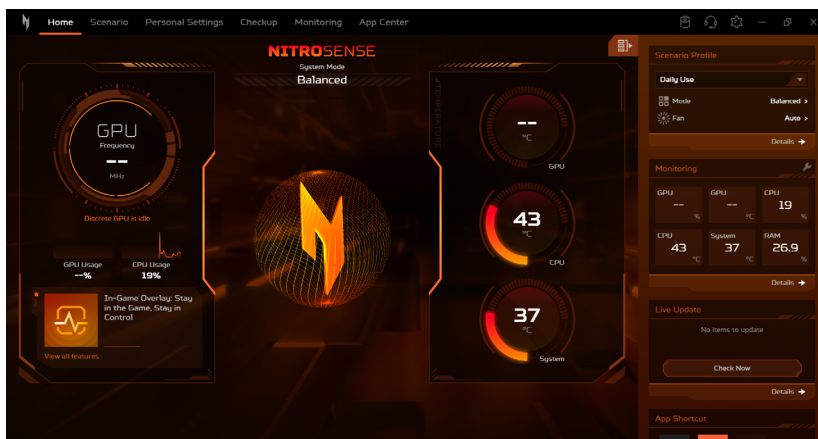 Home Scenario Personal Settings Checkup Monitoring App Center
NITROSENSE
System Mode
Balanced
GPU
Frequency
--
MHz
Discrete GPU is idle
GPU Usage
--%
CPU Usage
19%
In-Game Overlay: Stay
in the Game, Stay in
Control
View all features
TEMPERATURE
--
°C
GPU
43
°C
CPU
37
°C
System
Scenario Profile
Daily Use
Mode Balanced >
Fan Auto >
Details →
Monitoring
GPU GPU CPU
-- -- 19
% °C %
CPU System RAM
43 37 26.9
°C °C %
Details →
Live Update
No items to update
Check Now
Details →
App Shortcut